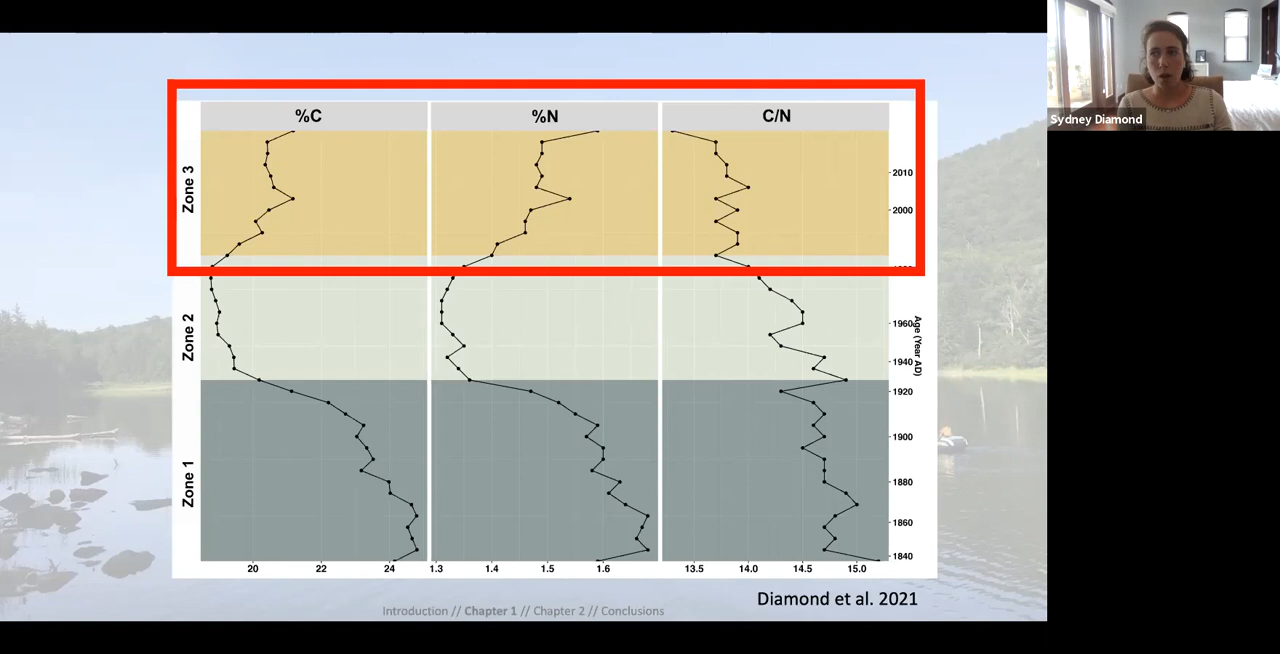 Sydney Diamond
%C %N C/N
Zone 3
2010
2000
Zone 2
1960
1940
Age (Year AD)
1920
Zone 1
1900
1880
1860
1840
20 22 24 1.3 1.4 1.5 1.6 13.5 14.0 14.5 15.0
Diamond et al. 2021
Introduction // Chapter 1 // Chapter 2 // Conclusions